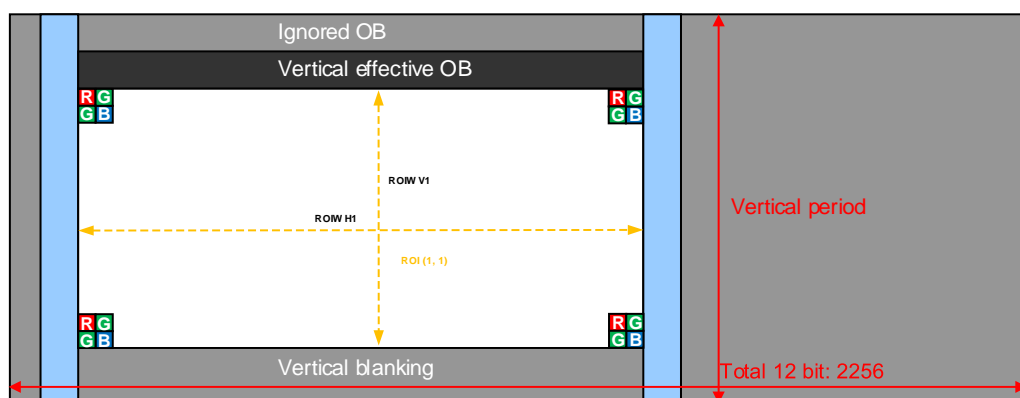 Ignored OB
Vertical effective OB
R G R G
G B G B
ROIW V1
Vertical period
ROIW H1
ROI (1, 1)
R G R G
G B G B
Vertical blanking
Total 12 bit: 2256